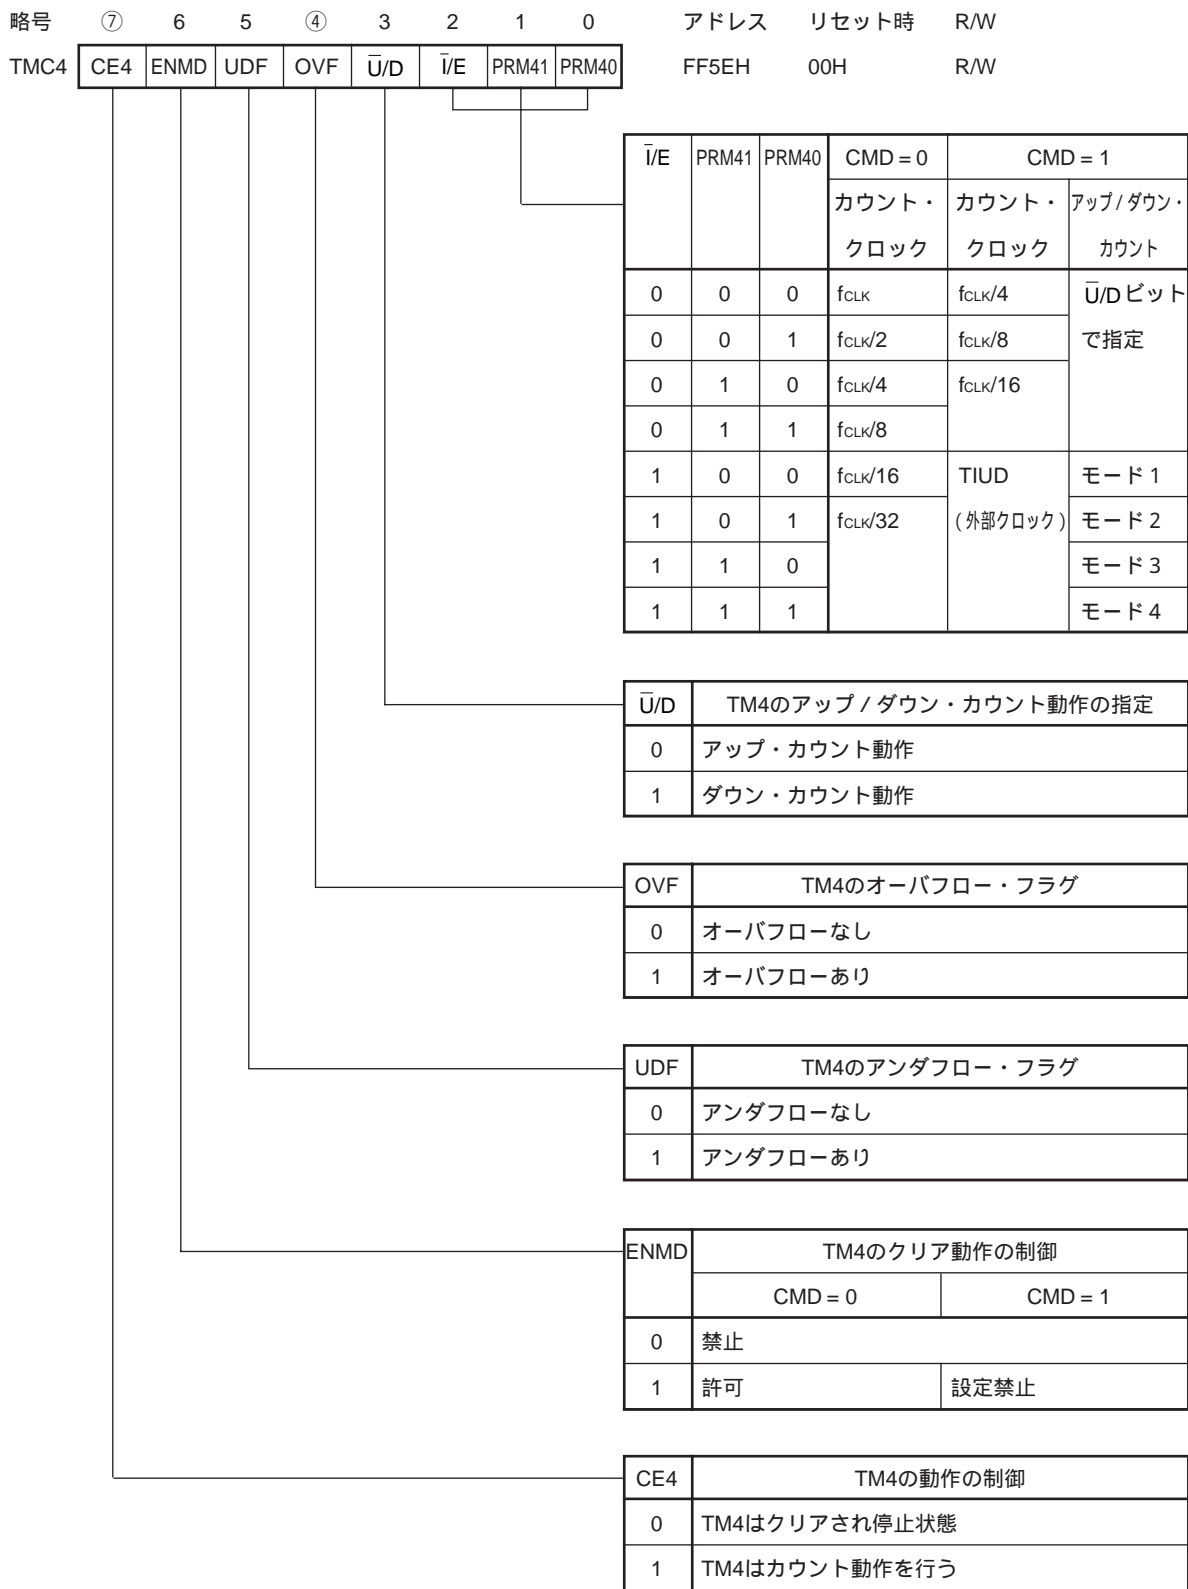 略号 ⑦ 6 5 ④ 3 2 1 0 アドレス リセット時 R/W
TMC4 CE4 ENMD UDF OVF U̅/D I̅/E PRM41 PRM40 FF5EH 00H R/W
I̅/E PRM41 PRM40 CMD = 0 CMD = 1
カウント・ カウント・ アップ / ダウン・
クロック クロック カウント
0 0 0 fCLK fCLK/4 U̅/Dビット
0 0 1 fCLK/2 fCLK/8 で指定
0 1 0 fCLK/4 fCLK/16
0 1 1 fCLK/8
1 0 0 fCLK/16 TIUD モード1
1 0 1 fCLK/32 (外部クロック) モード2
1 1 0 モード3
1 1 1 モード4
U̅/D TM4のアップ / ダウン・カウント動作の指定
0 アップ・カウント動作
1 ダウン・カウント動作
OVF TM4のオーバフロー・フラグ
0 オーバフローなし
1 オーバフローあり
UDF TM4のアンダフロー・フラグ
0 アンダフローなし
1 アンダフローあり
ENMD TM4のクリア動作の制御
CMD = 0 CMD = 1
0 禁止
1 許可 設定禁止
CE4 TM4の動作の制御
0 TM4はクリアされ停止状態
1 TM4はカウント動作を行う